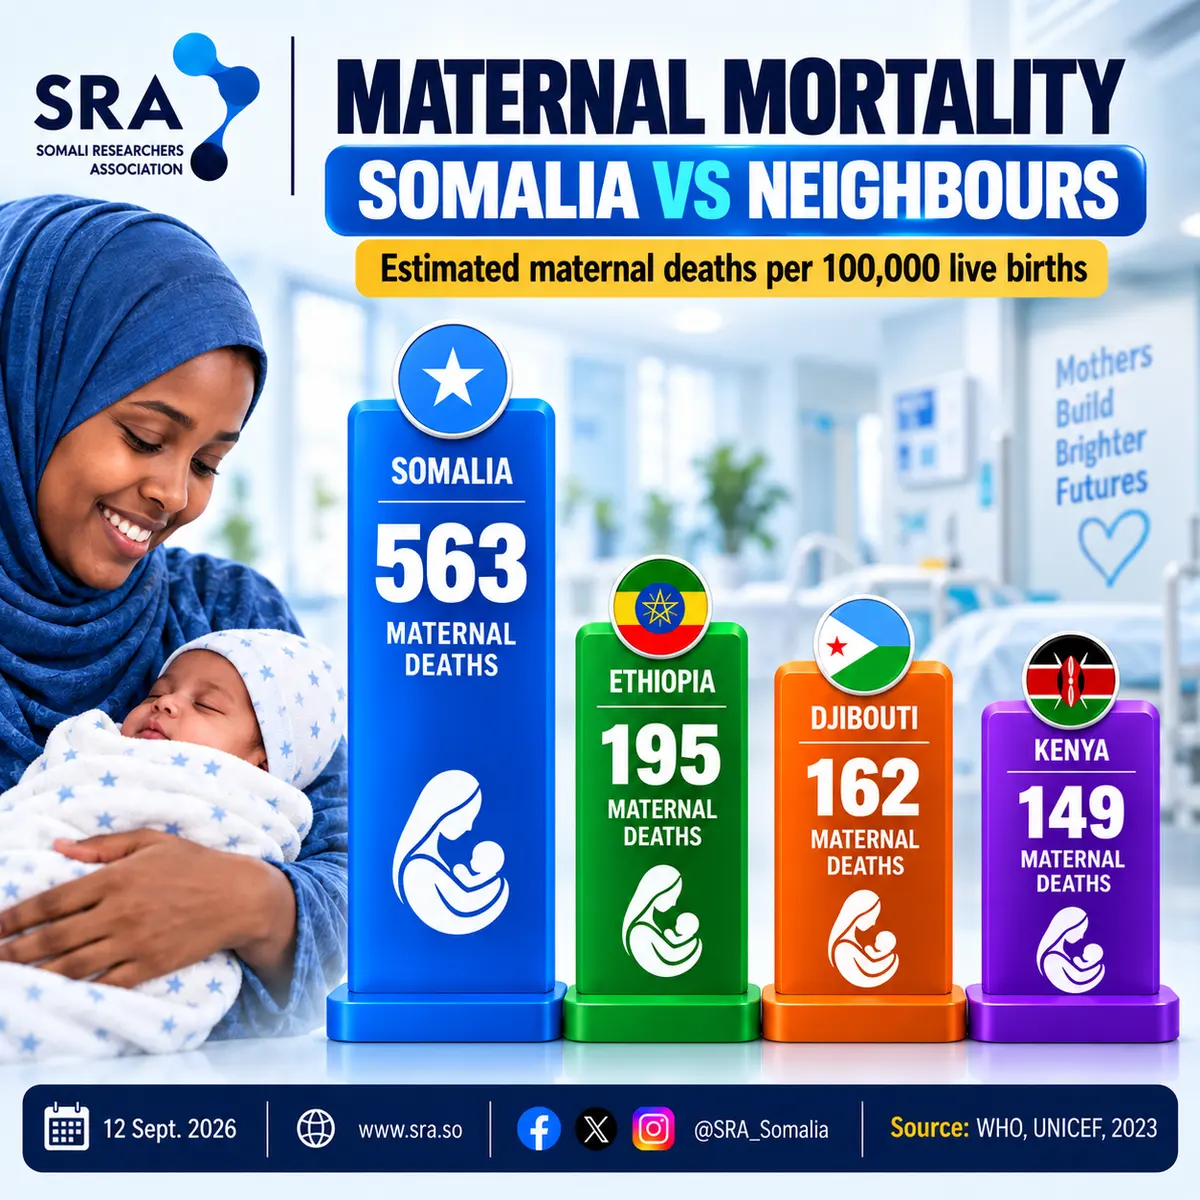 SRA
SOMALI RESEARCHERS
ASSOCIATION
MATERNAL MORTALITY
SOMALIA VS NEIGHBOURS
Estimated maternal deaths per 100,000 live births
Mothers
Build
Brighter
Futures
SOMALIA
563
MATERNAL
DEATHS
ETHIOPIA
195
MATERNAL
DEATHS
DJIBOUTI
162
MATERNAL
DEATHS
KENYA
149
MATERNAL
DEATHS
12 Sept. 2026
www.sra.so
@SRA_Somalia
Source: WHO, UNICEF, 2023